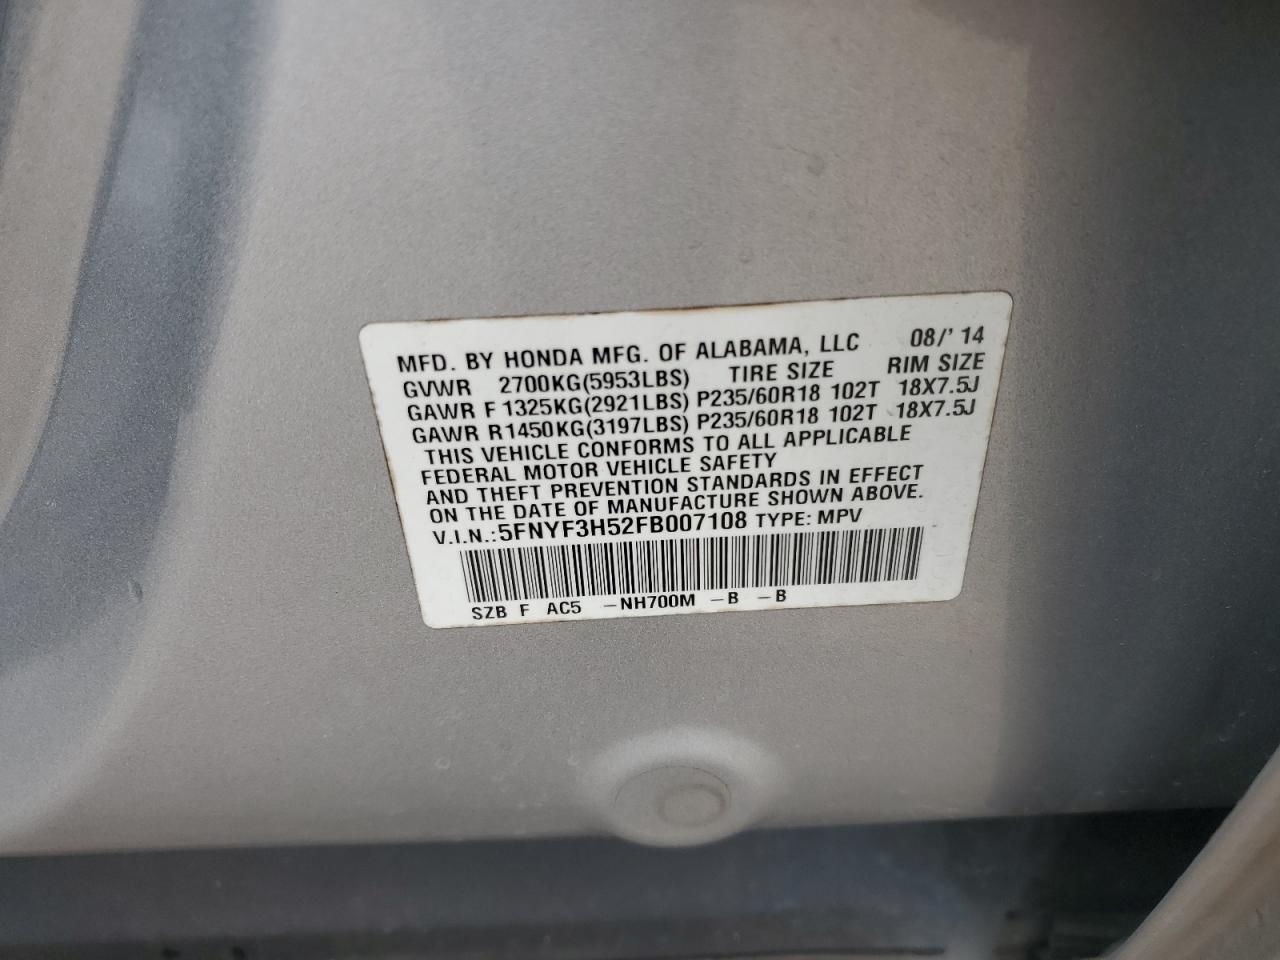 MFD. BY HONDA MFG. OF ALABAMA, LLC 08/' 14
GVWR 2700KG(5953LBS) TIRE SIZE RIM SIZE
GAWR F 1325KG(2921LBS) P235/60R18 102T 18X7.5J
GAWR R1450KG(3197LBS) P235/60R18 102T 18X7.5J
THIS VEHICLE CONFORMS TO ALL APPLICABLE
FEDERAL MOTOR VEHICLE SAFETY
AND THEFT PREVENTION STANDARDS IN EFFECT
ON THE DATE OF MANUFACTURE SHOWN ABOVE.
V.I.N.:5FNYF3H52FB007108 TYPE: MPV
SZB F AC5 -NH700M -B -B